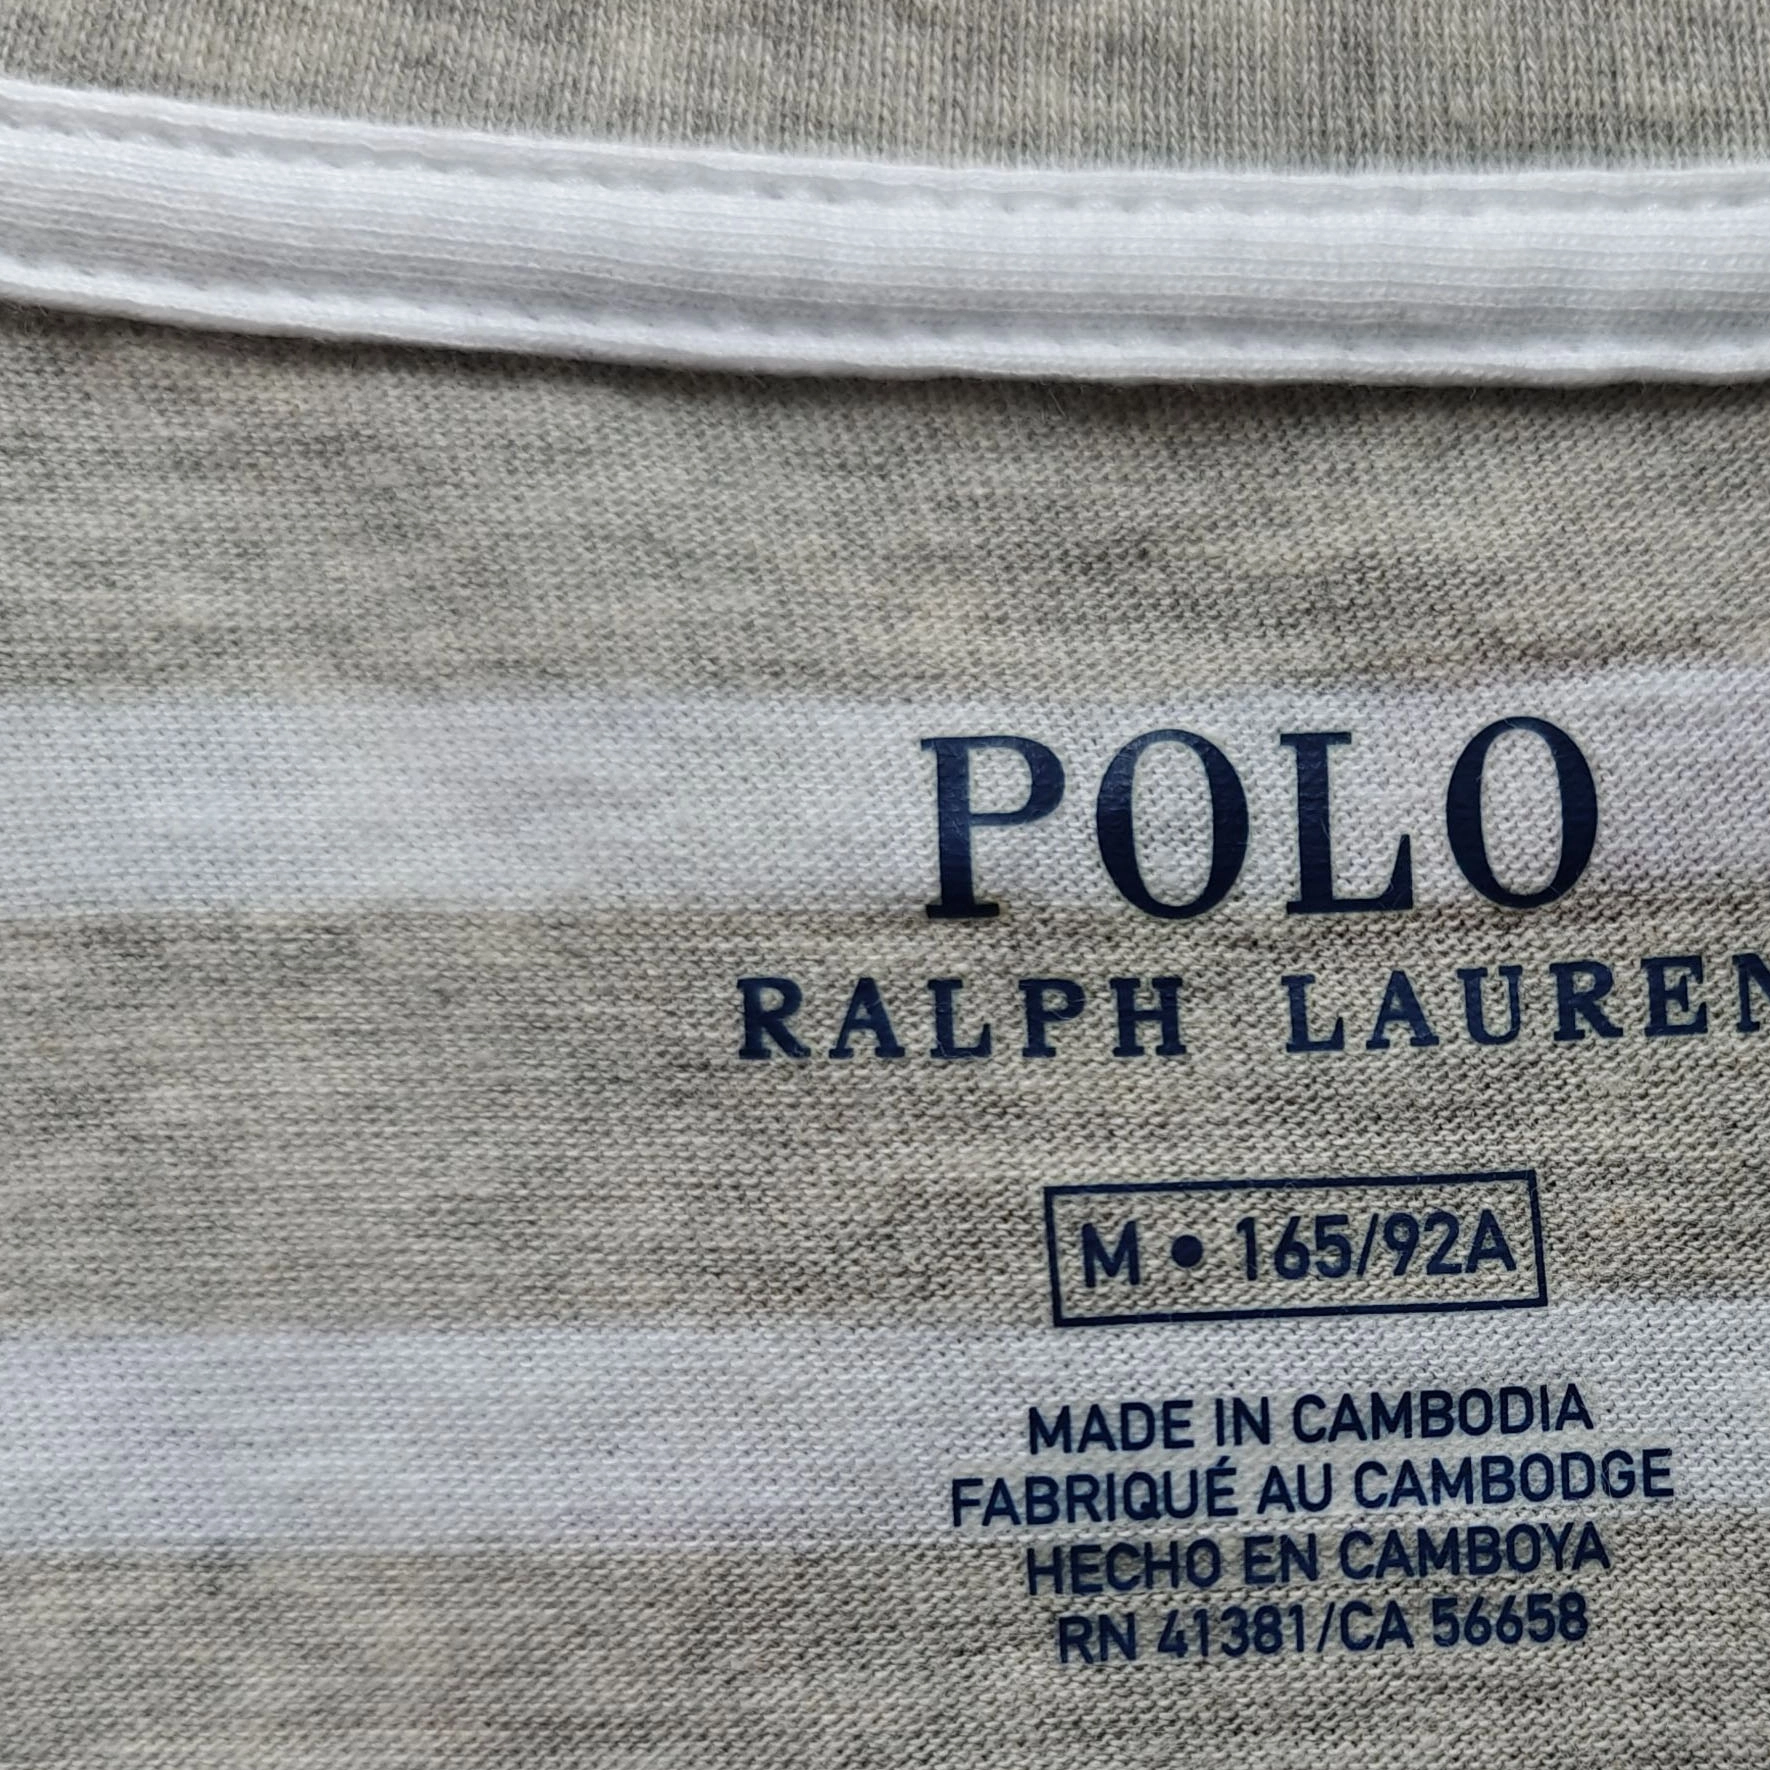 POLO
RALPH LAUREN
M • 165/92A
MADE IN CAMBODIA
FABRIQUÉ AU CAMBODGE
HECHO EN CAMBOYA
RN 41381/CA 56658